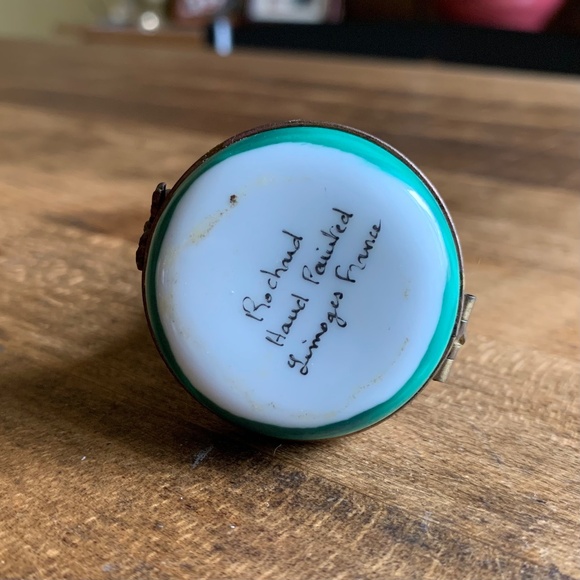 Rochard
Hand Painted
Limoges France